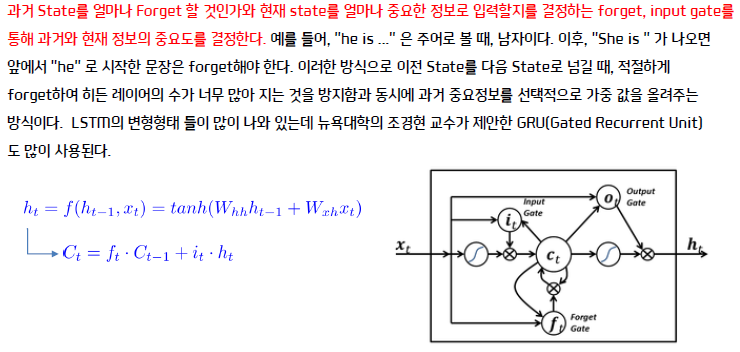 과거 State를 얼마나 Forget 할 것인가와 현재 state를 얼마나 중요한 정보로 입력할지를 결정하는 forget, input gate를
통해 과거와 현재 정보의 중요도를 결정한다. 예를 들어, "he is ..." 은 주어로 볼 때, 남자이다. 이후, "She is " 가 나오면
앞에서 "he" 로 시작한 문장은 forget해야 한다. 이러한 방식으로 이전 State를 다음 State로 넘길 때, 적절하게
forget하여 히든 레이어의 수가 너무 많아 지는 것을 방지함과 동시에 과거 중요정보를 선택적으로 가중 값을 올려주는
방식이다. LSTM의 변형형태 들이 많이 나와 있는데 뉴욕대학의 조경현 교수가 제안한 GRU(Gated Recurrent Unit)
도 많이 사용된다.
h_t = f(h_{t-1}, x_t) = tanh(W_{hh}h_{t-1} + W_{xh}x_t)
C_t = f_t · C_{t-1} + i_t · h_t
Input
Gate
i_t
Output
Gate
o_t
x_t
c_t
h_t
f_t
Forget
Gate